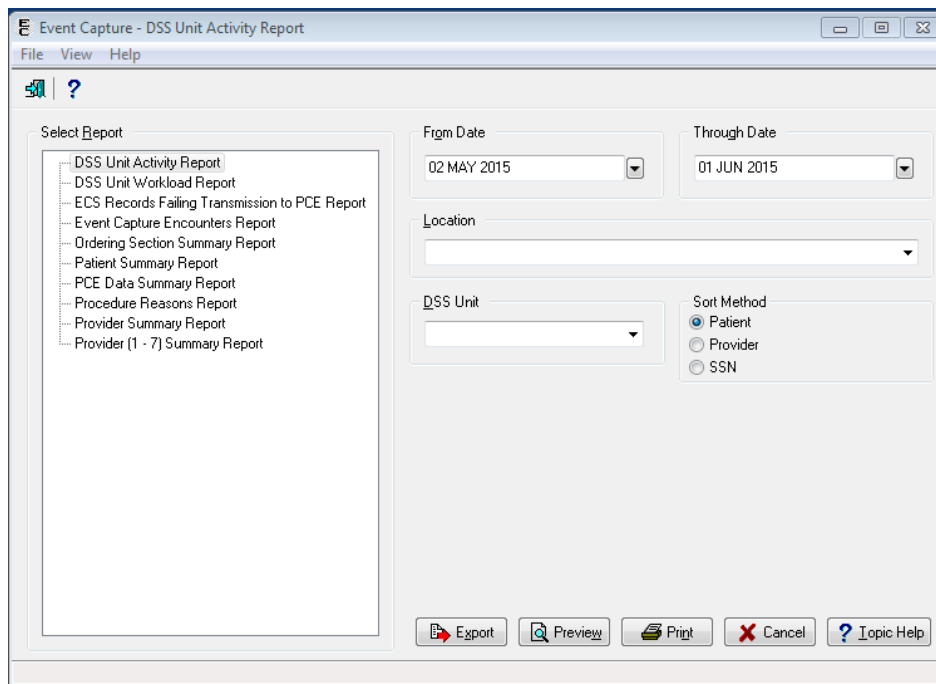 Event Capture - DSS Unit Activity Report
File View Help
Select Report
DSS Unit Activity Report
DSS Unit Workload Report
ECS Records Failing Transmission to PCE Report
Event Capture Encounters Report
Ordering Section Summary Report
Patient Summary Report
PCE Data Summary Report
Procedure Reasons Report
Provider Summary Report
Provider (1 - 7) Summary Report
From Date
02 MAY 2015
Through Date
01 JUN 2015
Location
DSS Unit
Sort Method
Patient
Provider
SSN
Export Preview Print Cancel ? Topic Help